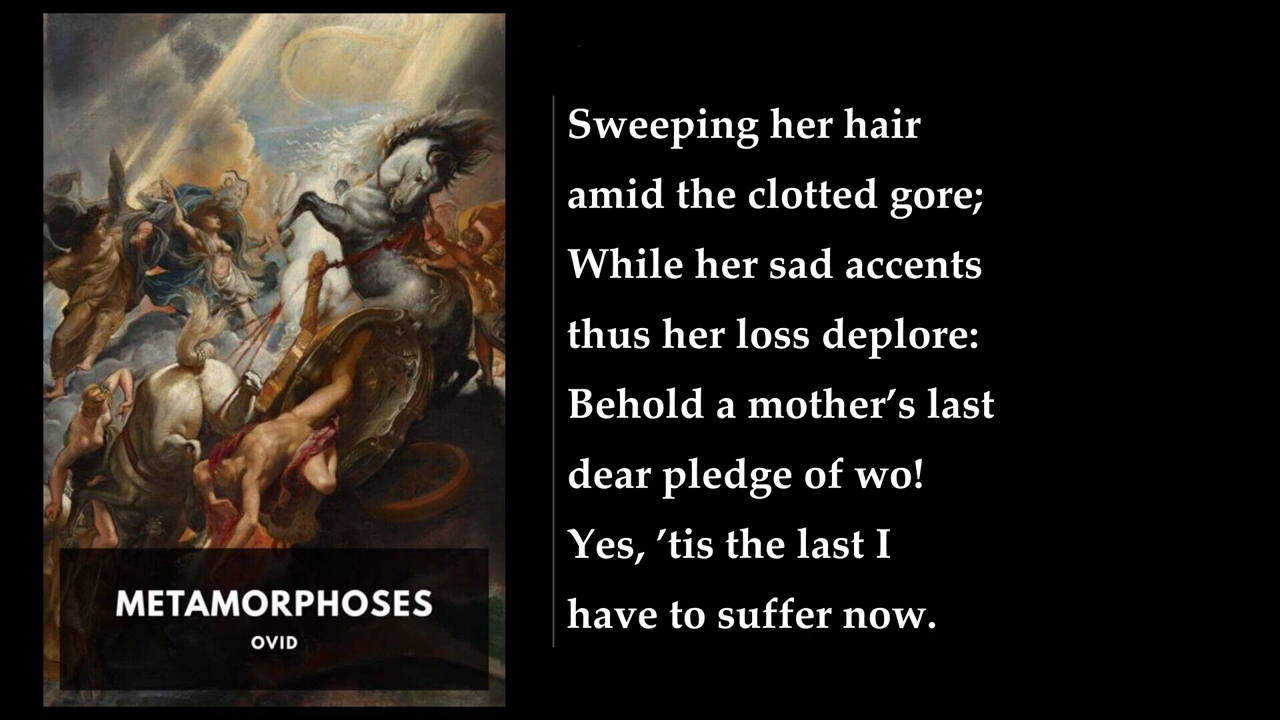 METAMORPHOSES
OVID
Sweeping her hair
amid the clotted gore;
While her sad accents
thus her loss deplore:
Behold a mother’s last
dear pledge of wo!
Yes, ’tis the last I
have to suffer now.